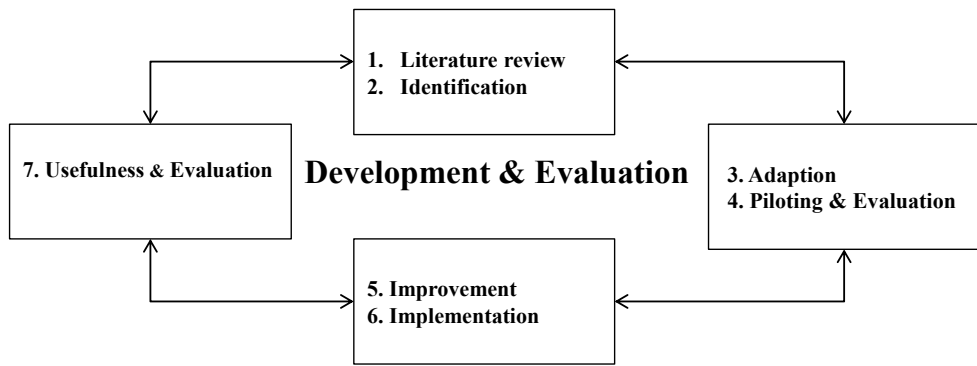 1. Literature review
2. Identification
7. Usefulness & Evaluation
Development & Evaluation
3. Adaption
4. Piloting & Evaluation
5. Improvement
6. Implementation